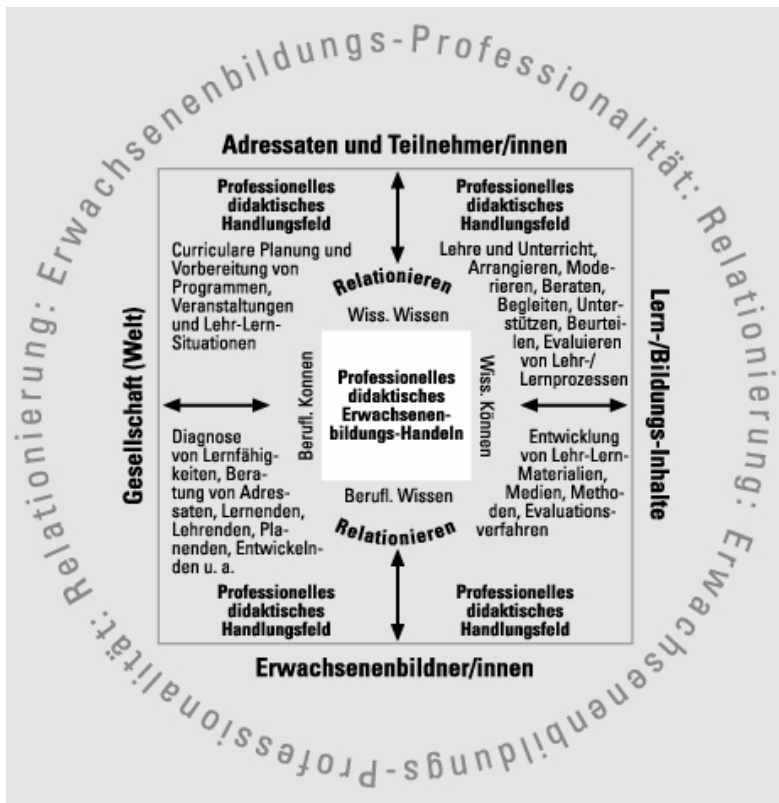 Erwachsenenbildungs-Professionalität: Relationierung:
Adressaten und Teilnehmer/innen
Professionelles
didaktisches
Handlungsfeld
Curriculare Planung und
Vorbereitung von
Programmen,
Veranstaltungen
und Lehr-Lern-
Situationen
Professionelles
didaktisches
Handlungsfeld
Lehre und Unterricht,
Arrangieren, Mode-
rieren, Beraten,
Begleiten, Unter-
stützen, Beurtei-
len, Evaluieren
von Lehr-/
Lernprozessen
Relationieren
Wiss. Wissen
Gesellschaft (Welt)
Berufl. Konnen
Professionelles
didaktisches
Erwachsenen-
bildungs-Handeln
Wiss. Können
Lern-/Bildungs-Inhalte
Berufl. Wissen
Relationieren
Diagnose
von Lernfähig-
keiten, Bera-
tung von Adres-
saten, Lernenden,
Lehrenden, Pla-
nenden, Entwickeln-
den u. a.
Professionelles
didaktisches
Handlungsfeld
Entwicklung
von Lehr-Lern-
Materialien,
Medien, Metho-
den, Evaluations-
verfahren
Professionelles
didaktisches
Handlungsfeld
Erwachsenenbildner/innen
Erwachsenenbildungs-Professionalität: Relationierung: